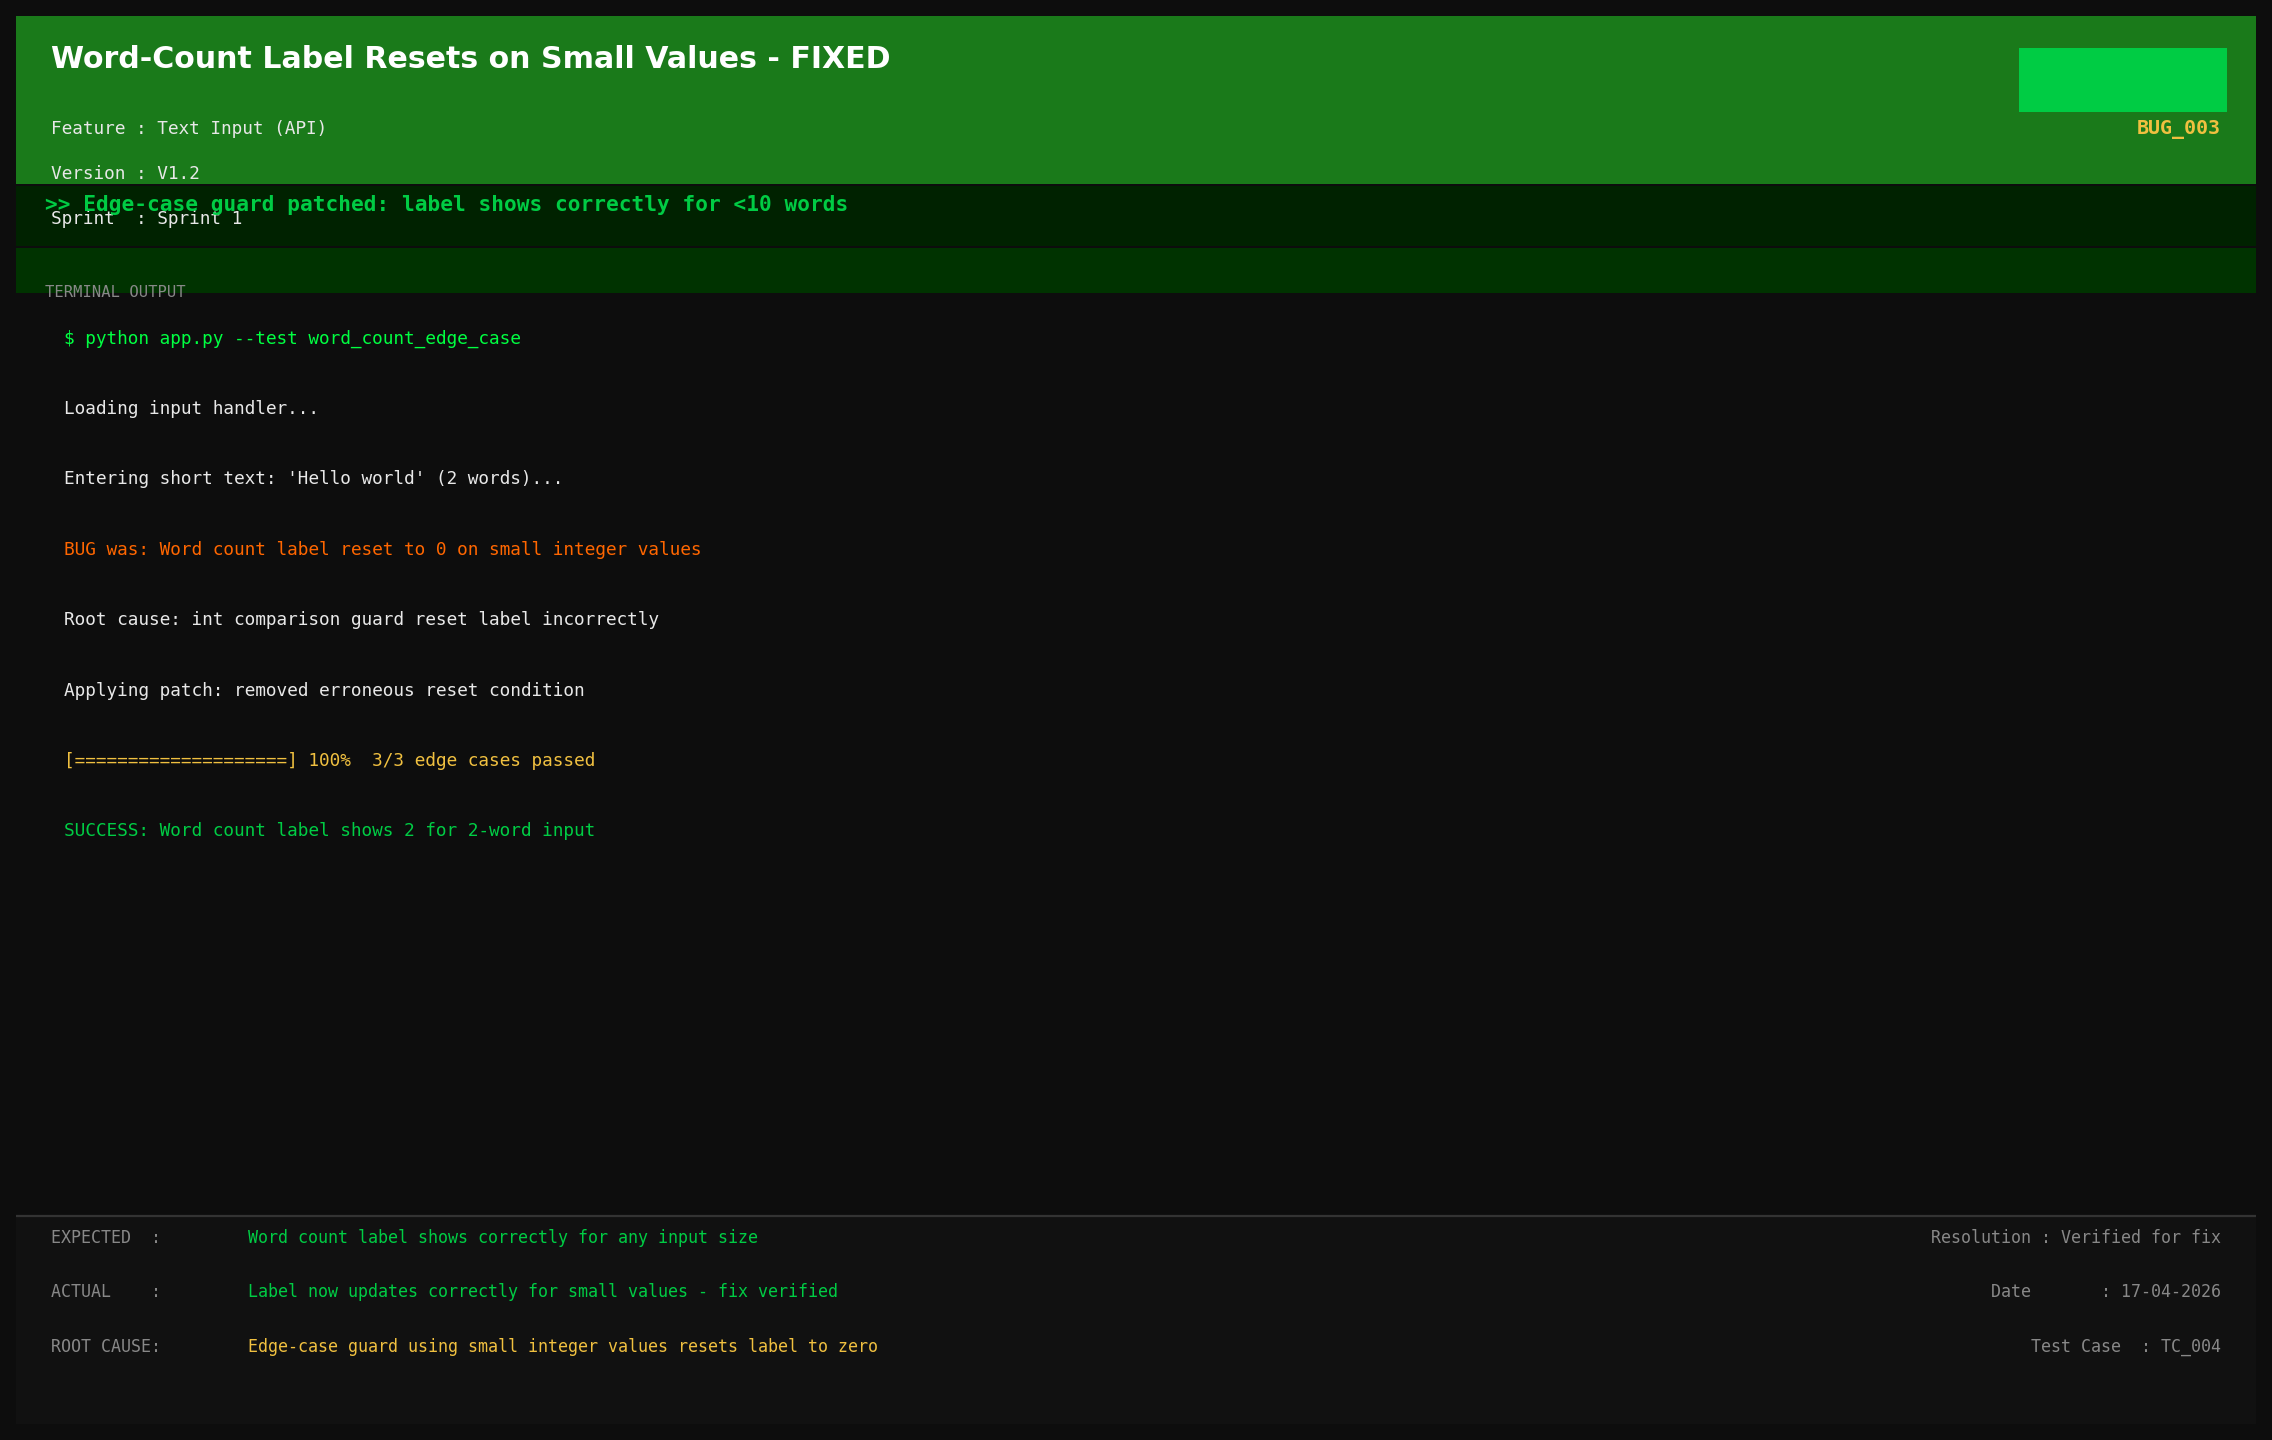 Word-Count Label Resets on Small Values - FIXED
Feature : Text Input (API)
BUG_003
Version : V1.2
>> Edge-case guard patched: label shows correctly for <10 words
Sprint  : Sprint 1
TERMINAL OUTPUT
$ python app.py --test word_count_edge_case
Loading input handler...
Entering short text: 'Hello world' (2 words)...
BUG was: Word count label reset to 0 on small integer values
Root cause: int comparison guard reset label incorrectly
Applying patch: removed erroneous reset condition
[====================] 100%  3/3 edge cases passed
SUCCESS: Word count label shows 2 for 2-word input
EXPECTED  : Word count label shows correctly for any input size
Resolution : Verified for fix
ACTUAL    : Label now updates correctly for small values - fix verified
Date       : 17-04-2026
ROOT CAUSE: Edge-case guard using small integer values resets label to zero
Test Case  : TC_004